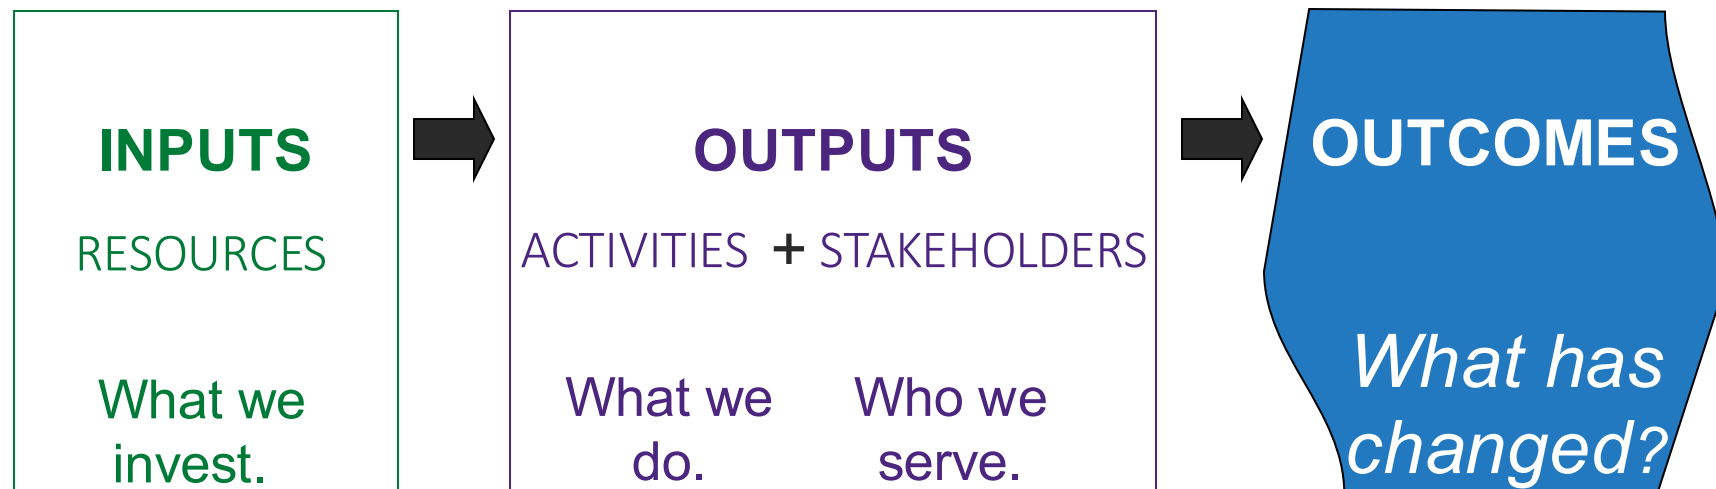 INPUTS
RESOURCES
What we
invest.
OUTPUTS
ACTIVITIES + STAKEHOLDERS
What we
do.
Who we
serve.
OUTCOMES
What has
changed?